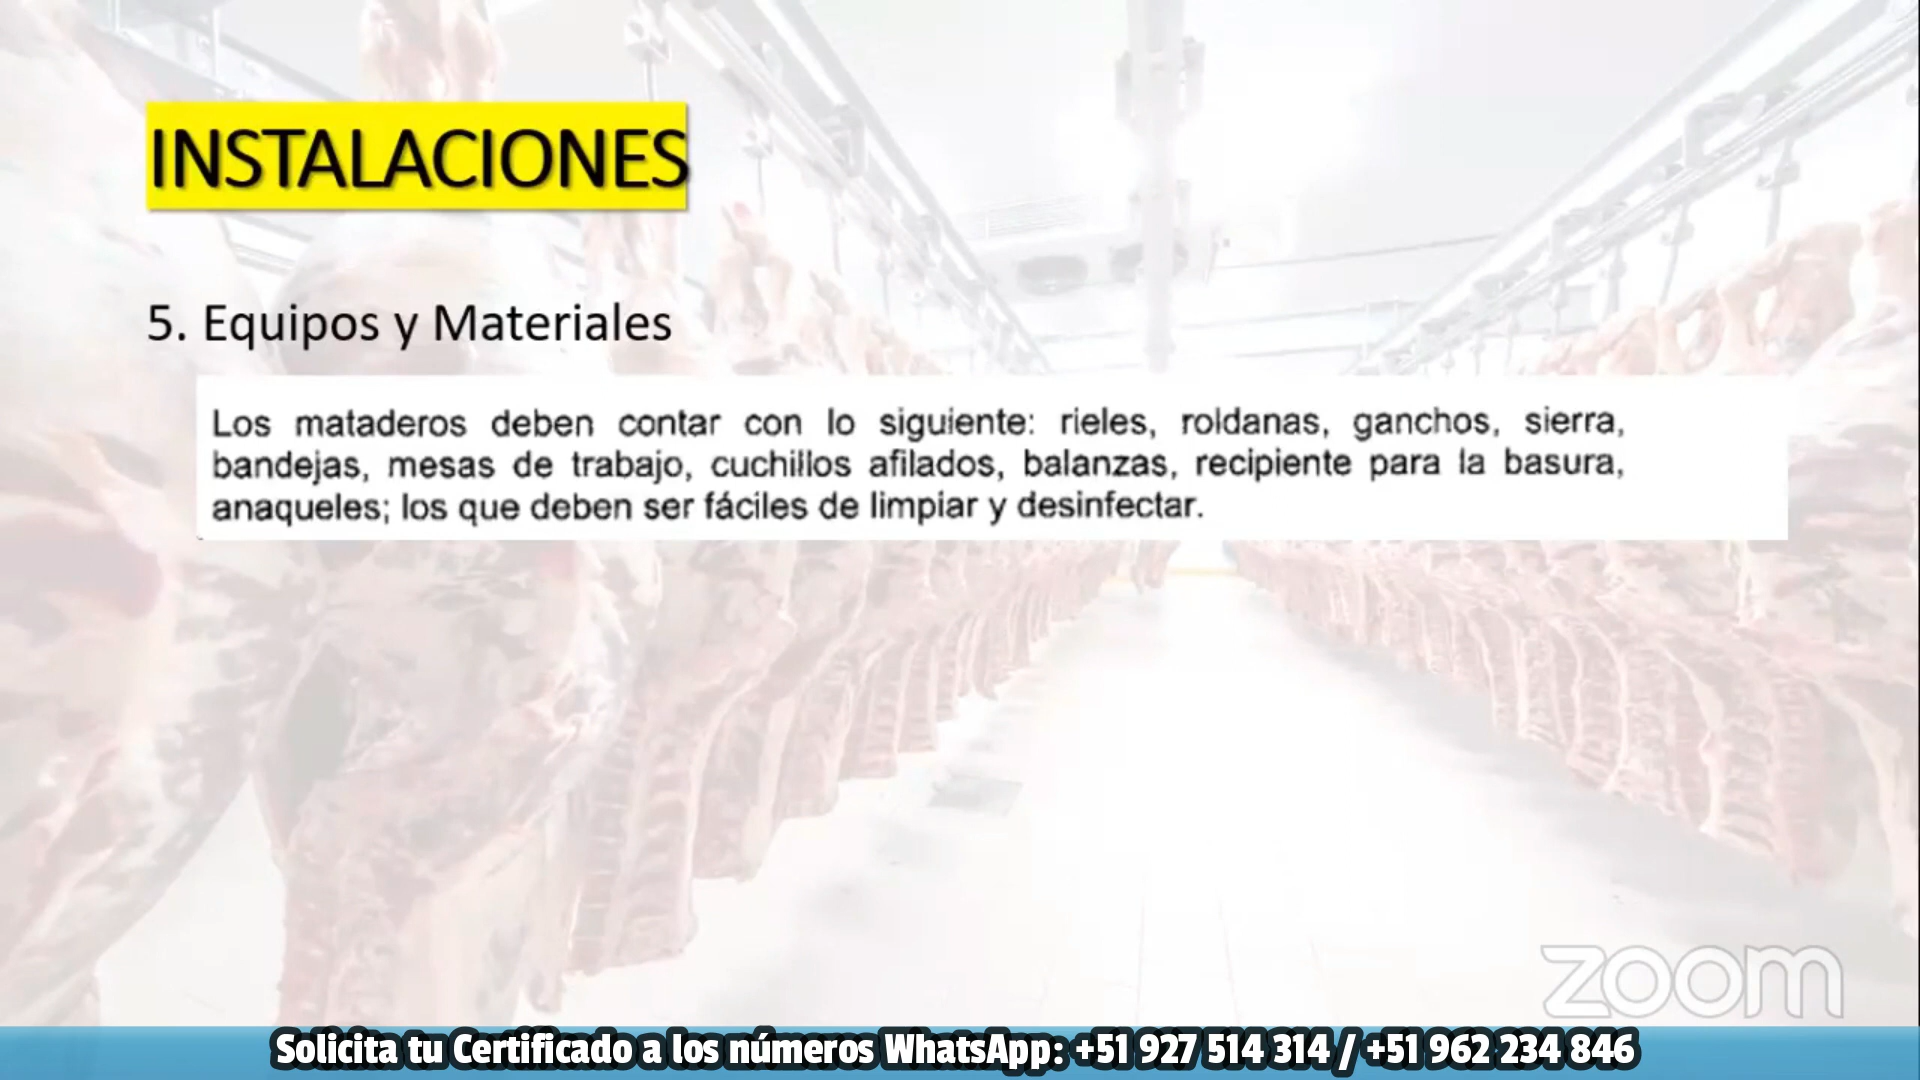 INSTALACIONES
5. Equipos y Materiales
Los mataderos deben contar con lo siguiente: rieles, roldanas, ganchos, sierra,
bandejas, mesas de trabajo, cuchillos afilados, balanzas, recipiente para la basura,
anaqueles; los que deben ser fáciles de limpiar y desinfectar.
zoom
Solicita tu Certificado a los números WhatsApp: +51 927 514 314 / +51 962 234 846